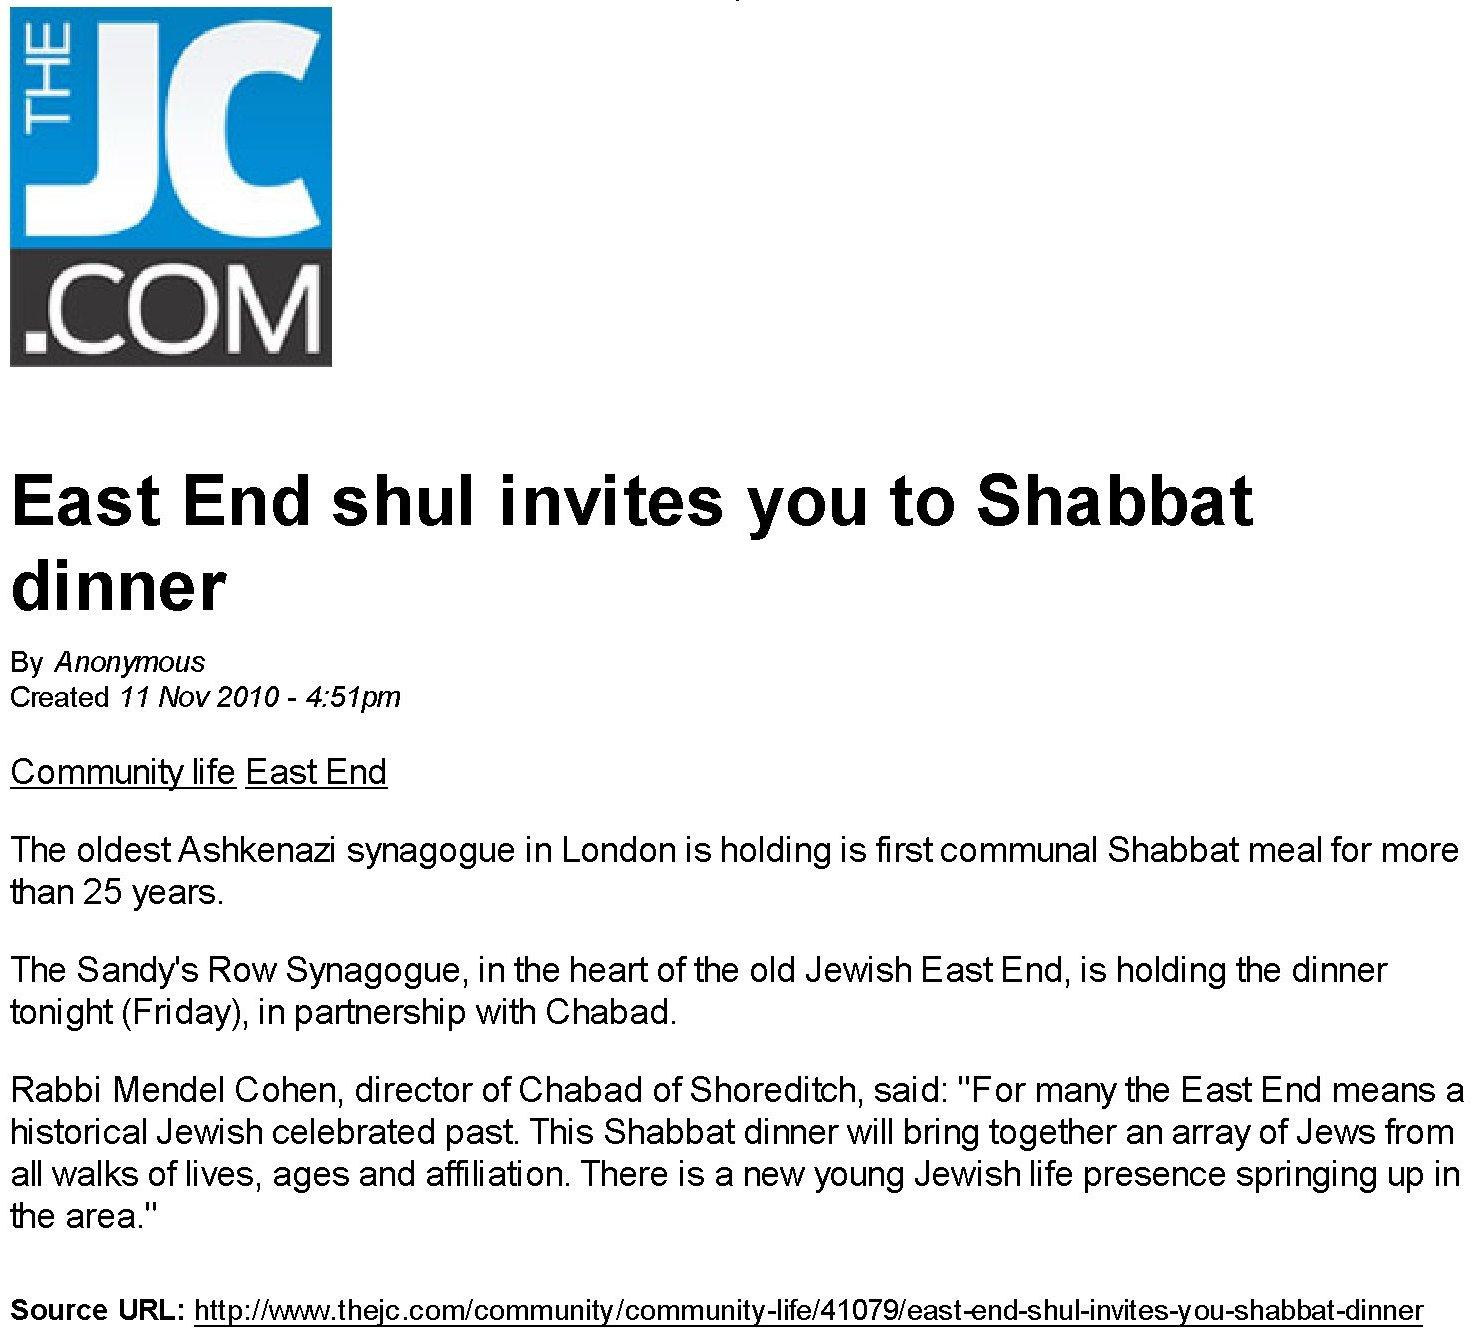 THE
JC
.COM
East End shul invites you to Shabbat
dinner
By Anonymous
Created 11 Nov 2010 - 4:51pm
Community life East End
The oldest Ashkenazi synagogue in London is holding is first communal Shabbat meal for more
than 25 years.
The Sandy's Row Synagogue, in the heart of the old Jewish East End, is holding the dinner
tonight (Friday), in partnership with Chabad.
Rabbi Mendel Cohen, director of Chabad of Shoreditch, said: "For many the East End means a
historical Jewish celebrated past. This Shabbat dinner will bring together an array of Jews from
all walks of lives, ages and affiliation. There is a new young Jewish life presence springing up in
the area."
Source URL: http://www.thejc.com/community/community-life/41079/east-end-shul-invites-you-shabbat-dinner